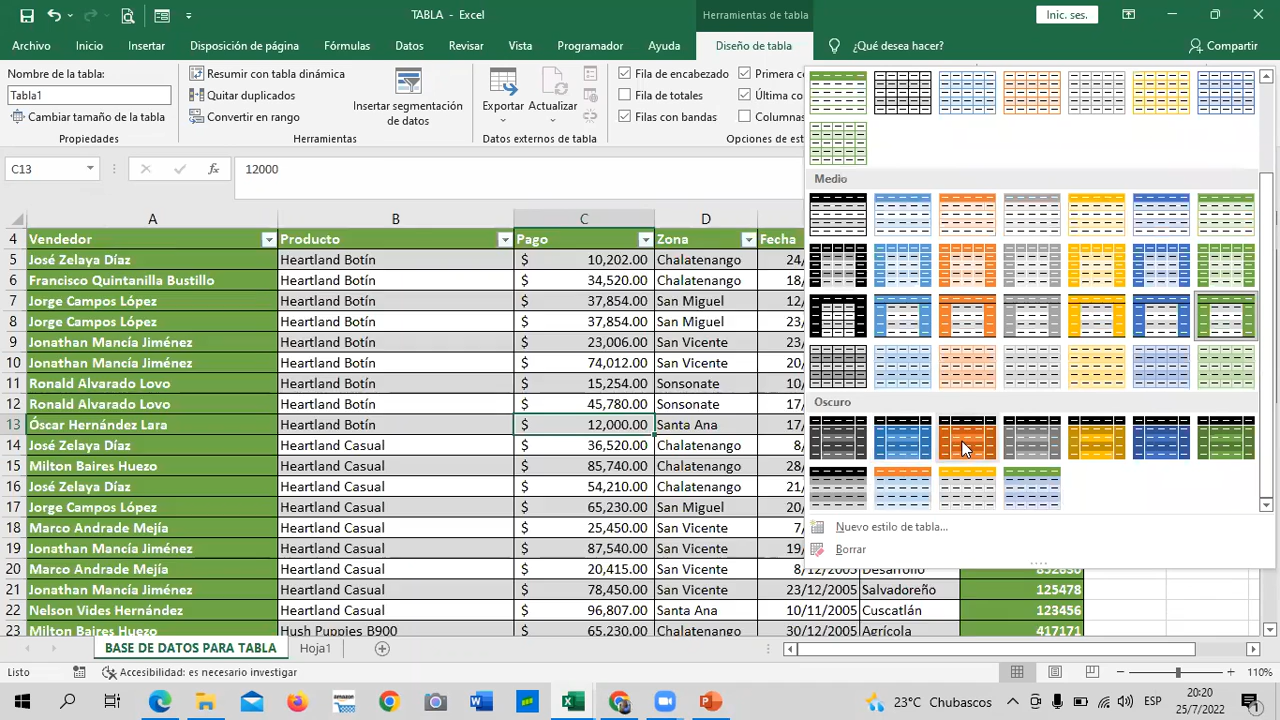 TABLA - Excel
Herramientas de tabla
Inic. ses.
Archivo Inicio Insertar Disposición de página Fórmulas Datos Revisar Vista Programador Ayuda Diseño de tabla ¿Qué desea hacer? Compartir
Nombre de la tabla:
Tabla1
Cambiar tamaño de la tabla
Propiedades
Resumir con tabla dinámica
Quitar duplicados
Convertir en rango
Insertar segmentación
de datos
Herramientas
Exportar Actualizar
Datos externos de tabla
Fila de encabezado
Fila de totales
Filas con bandas
Primera c
Última co
Columnas
Opciones de est
Medio
Oscuro
Nuevo estilo de tabla...
Borrar
C13 fx 12000
A B C D
4 Vendedor Producto Pago Zona Fecha
5 José Zelaya Díaz Heartland Botín $ 10,202.00 Chalatenango 24/
6 Francisco Quintanilla Bustillo Heartland Botín $ 34,520.00 Chalatenango 18/
7 Jorge Campos López Heartland Botín $ 37,854.00 San Miguel 12/
8 Jorge Campos López Heartland Botín $ 37,854.00 San Miguel 23/
9 Jonathan Mancía Jiménez Heartland Botín $ 23,006.00 San Vicente 23/
10 Jonathan Mancía Jiménez Heartland Botín $ 74,012.00 San Vicente 20/
11 Ronald Alvarado Lovo Heartland Botín $ 15,254.00 Sonsonate 10/
12 Ronald Alvarado Lovo Heartland Botín $ 45,780.00 Sonsonate 17/
13 Óscar Hernández Lara Heartland Botín $ 12,000.00 Santa Ana 17/
14 José Zelaya Díaz Heartland Casual $ 36,520.00 Chalatenango 8/
15 Milton Baires Huezo Heartland Casual $ 85,740.00 Chalatenango 28/
16 José Zelaya Díaz Heartland Casual $ 54,210.00 Chalatenango 21/
17 Jorge Campos López Heartland Casual $ 65,230.00 San Miguel 2/
18 Marco Andrade Mejía Heartland Casual $ 25,450.00 San Vicente 7/
19 Jonathan Mancía Jiménez Heartland Casual $ 87,540.00 San Vicente 19/
20 Marco Andrade Mejía Heartland Casual $ 20,415.00 San Vicente 8/12/2005 Desarrollo 852630
21 Jonathan Mancía Jiménez Heartland Casual $ 78,450.00 San Vicente 23/12/2005 Salvadoreño 125478
22 Nelson Vides Hernández Heartland Casual $ 96,807.00 Santa Ana 10/11/2005 Cuscatlán 123456
23 Milton Baires Huezo Hush Puppies B900 $ 65,230.00 Chalatenango 30/12/2005 Agrícola 417171
BASE DE DATOS PARA TABLA Hoja1
Listo Accesibilidad: es necesario investigar 110%
amazon 23°C Chubascos ESP 20:20
25/7/2022